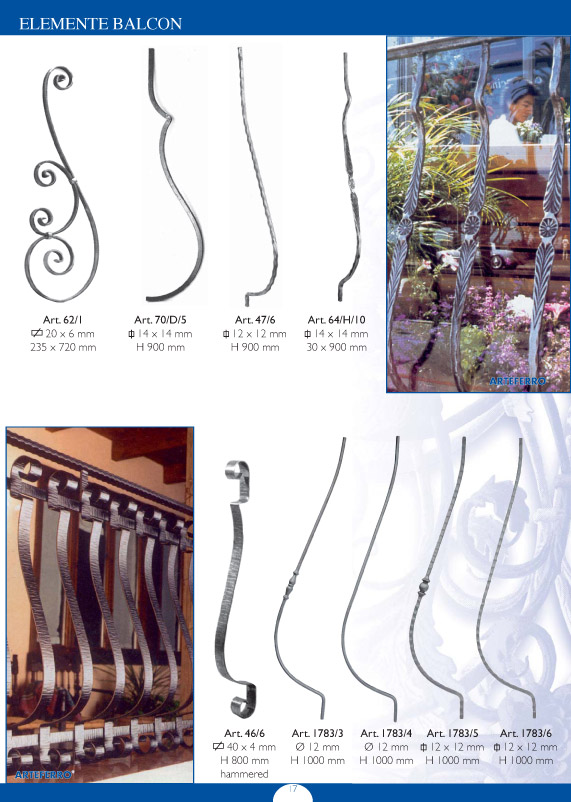 ELEMENTE BALCON
Art. 62/1
20 x 6 mm
235 x 720 mm
Art. 70/D/5
14 x 14 mm
H 900 mm
Art. 47/6
12 x 12 mm
H 900 mm
Art. 64/H/10
14 x 14 mm
30 x 900 mm
ARTEFERRO
ARTEFERRO
Art. 46/6
40 x 4 mm
H 800 mm
hammered
Art. 1783/3
Ø 12 mm
H 1000 mm
Art. 1783/4
Ø 12 mm
H 1000 mm
Art. 1783/5
12 x 12 mm
H 1000 mm
Art. 1783/6
12 x 12 mm
H 1000 mm
17